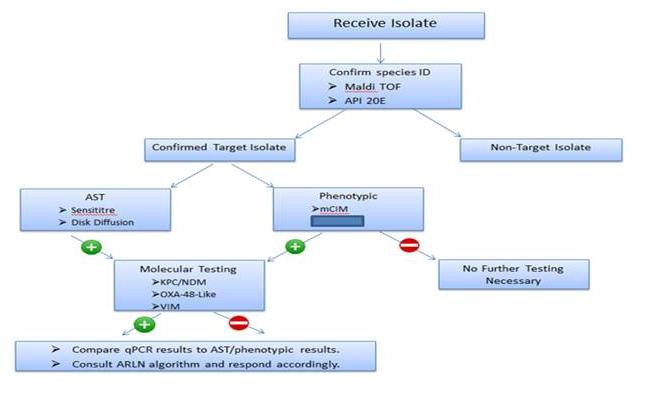 Receive Isolate
Confirm species ID
➤ Maldi TOF
➤ API 20E
Confirmed Target Isolate
Non-Target Isolate
AST
➤ Sensititre
➤ Disk Diffusion
Phenotypic
➤mCIM
Molecular Testing
➤KPC/NDM
➤OXA-48-Like
➤VIM
No Further Testing
Necessary
➤ Compare qPCR results to AST/phenotypic results.
➤ Consult ARLN algorithm and respond accordingly.